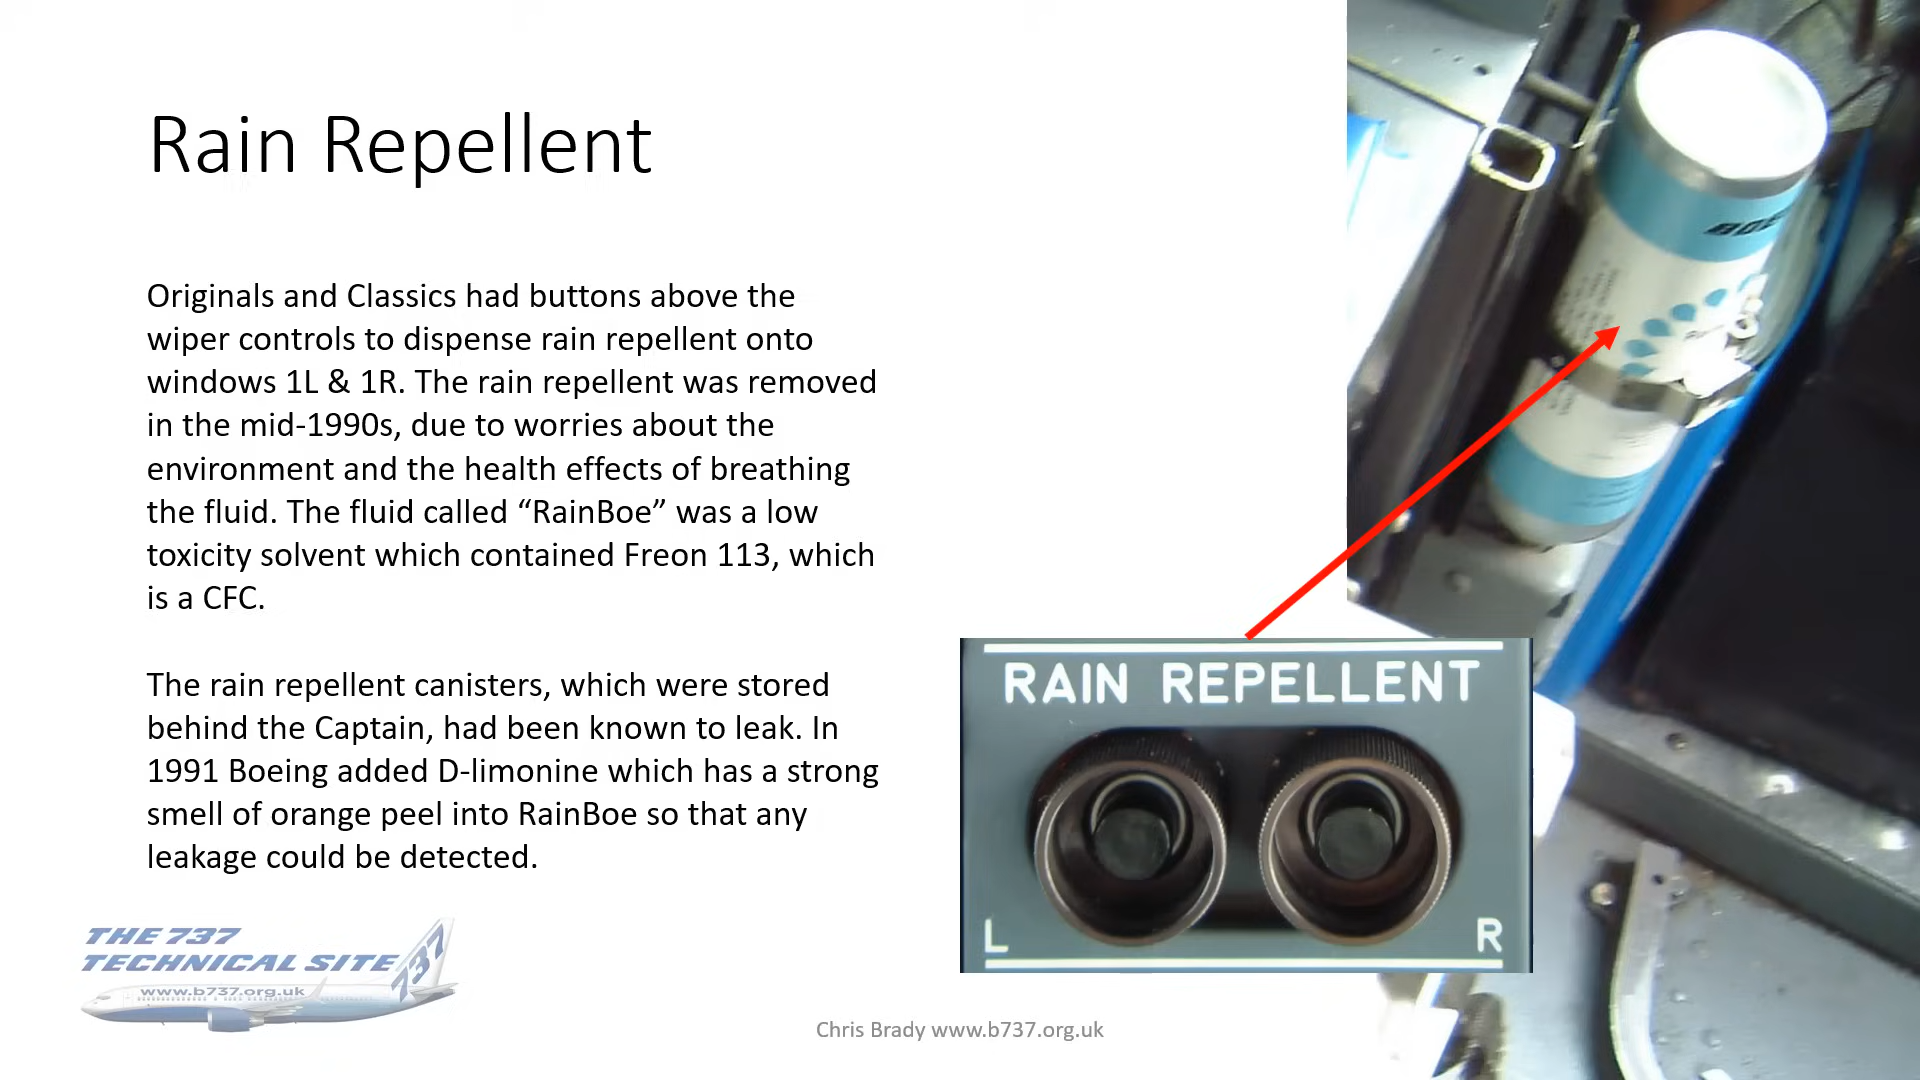 Rain Repellent
Originals and Classics had buttons above the
wiper controls to dispense rain repellent onto
windows 1L & 1R. The rain repellent was removed
in the mid-1990s, due to worries about the
environment and the health effects of breathing
the fluid. The fluid called “RainBoe” was a low
toxicity solvent which contained Freon 113, which
is a CFC.
The rain repellent canisters, which were stored
behind the Captain, had been known to leak. In
1991 Boeing added D-limonine which has a strong
smell of orange peel into RainBoe so that any
leakage could be detected.
RAIN REPELLENT
L R
THE 737
TECHNICAL SITE
737
www.b737.org.uk
Chris Brady www.b737.org.uk